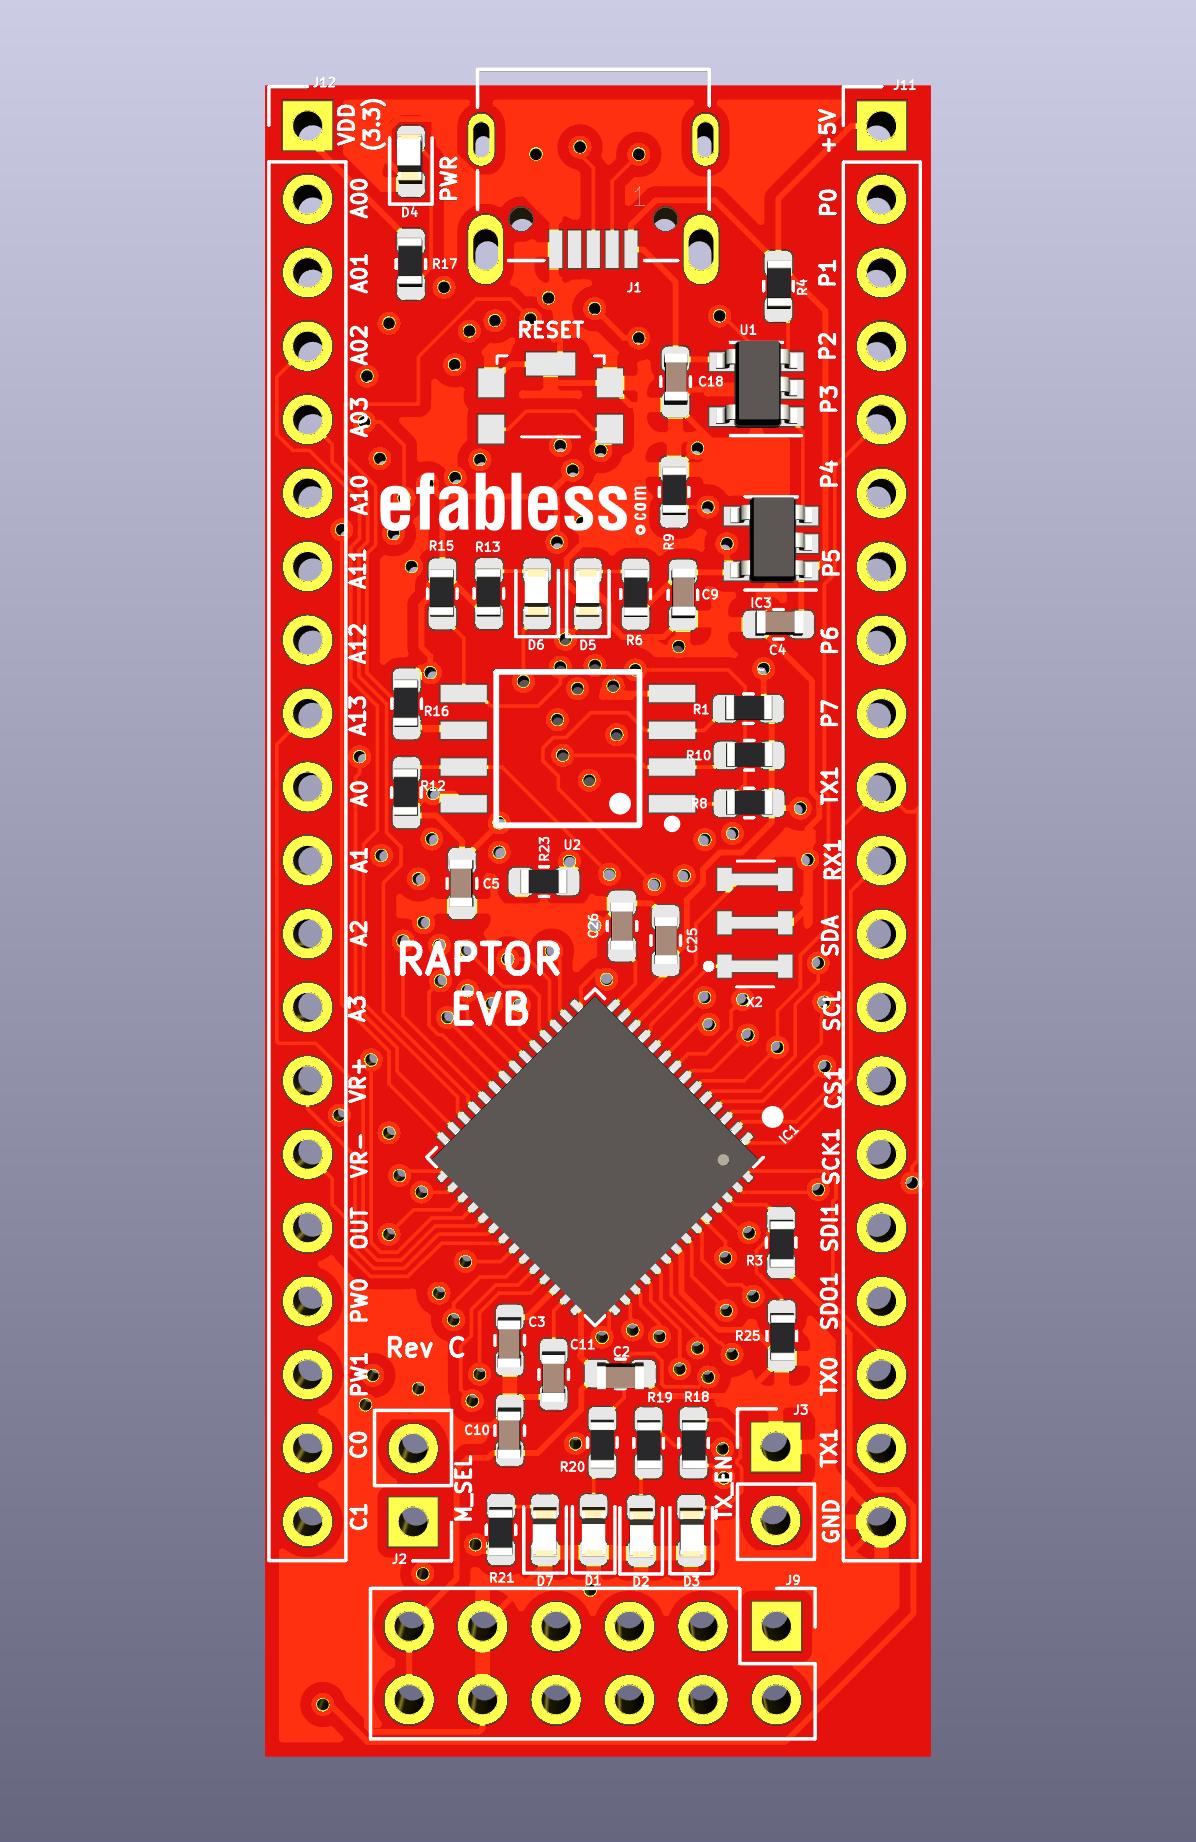 J12
J11
VDD
(3.3)
+5V
PWR
D4
A00
P0
1
R17
A01
P1
J1
R4
RESET
U1
A02
P2
C18
A03
P3
A10
P4
efabless
.com
R9
R15
R13
A11
P5
D6
D5
R6
C9
IC3
C4
A12
P6
R16
R1
A13
P7
R10
R12
R8
A0
TX1
R23
U2
A1
RX1
C5
C26
C25
A2
SDA
RAPTOR
EVB
X2
A3
SCL
VR+
CS1
IC1
VR-
SCK1
OUT
SDI1
R3
PW0
SDO1
C3
R25
Rev C
C11
C2
PW1
TX0
R19
R18
J3
C10
C0
TX1
R20
M_SEL
TX_EN
C1
GND
J2
R21
D7
D1
D2
D3
J9